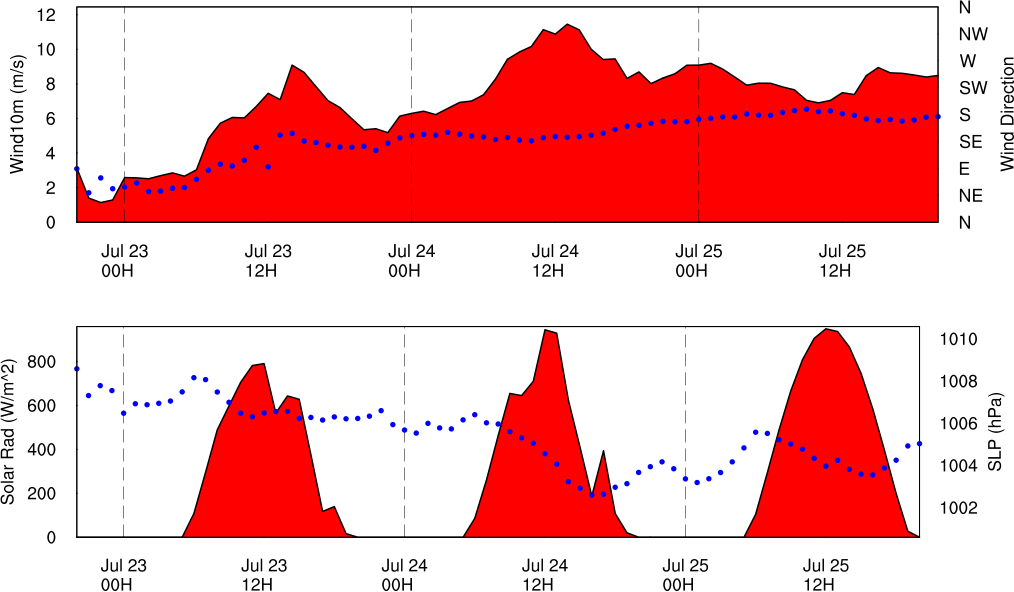 12
10
8
6
4
2
0
Wind10m (m/s)
N
NW
W
SW
S
SE
E
NE
N
Wind Direction
Jul 23 Jul 23 Jul 24 Jul 24 Jul 25 Jul 25
00H 12H 00H 12H 00H 12H
800
600
400
200
0
Solar Rad (W/m^2)
1010
1008
1006
1004
1002
SLP (hPa)
Jul 23 Jul 23 Jul 24 Jul 24 Jul 25 Jul 25
00H 12H 00H 12H 00H 12H